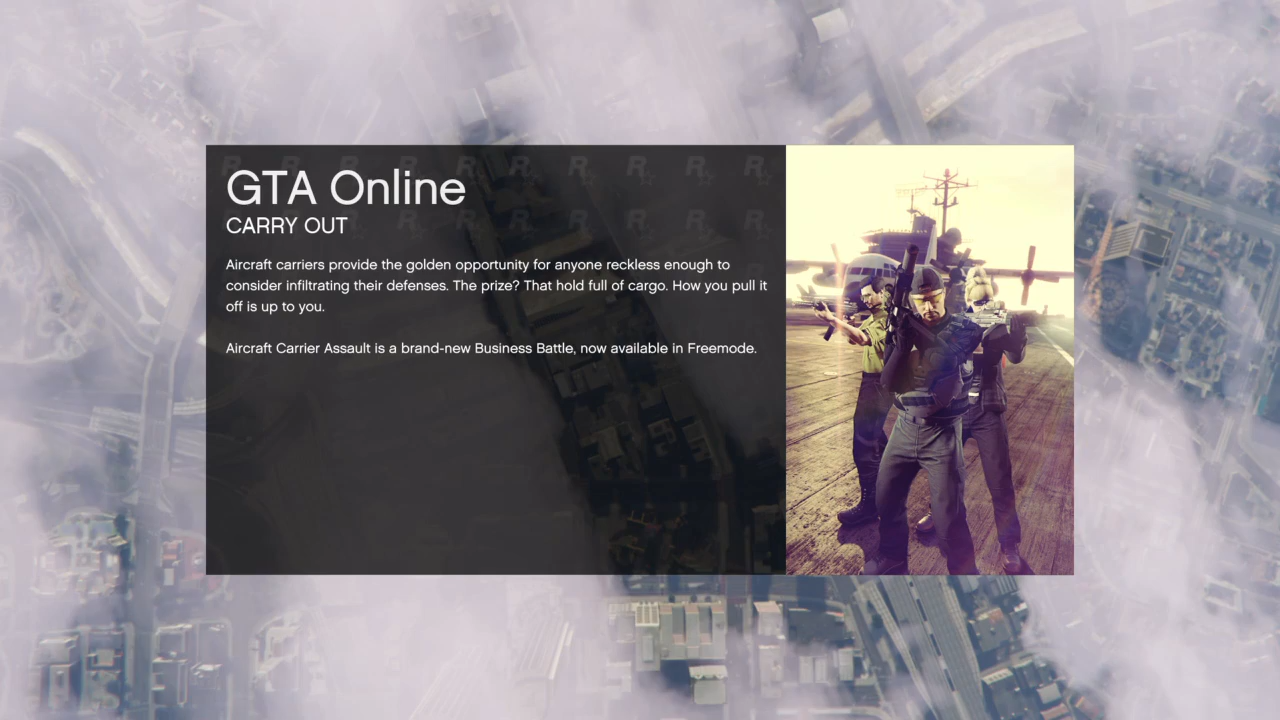 GTA Online
CARRY OUT
Aircraft carriers provide the golden opportunity for anyone reckless enough to
consider infiltrating their defenses. The prize? That hold full of cargo. How you pull it
off is up to you.
Aircraft Carrier Assault is a brand-new Business Battle, now available in Freemode.